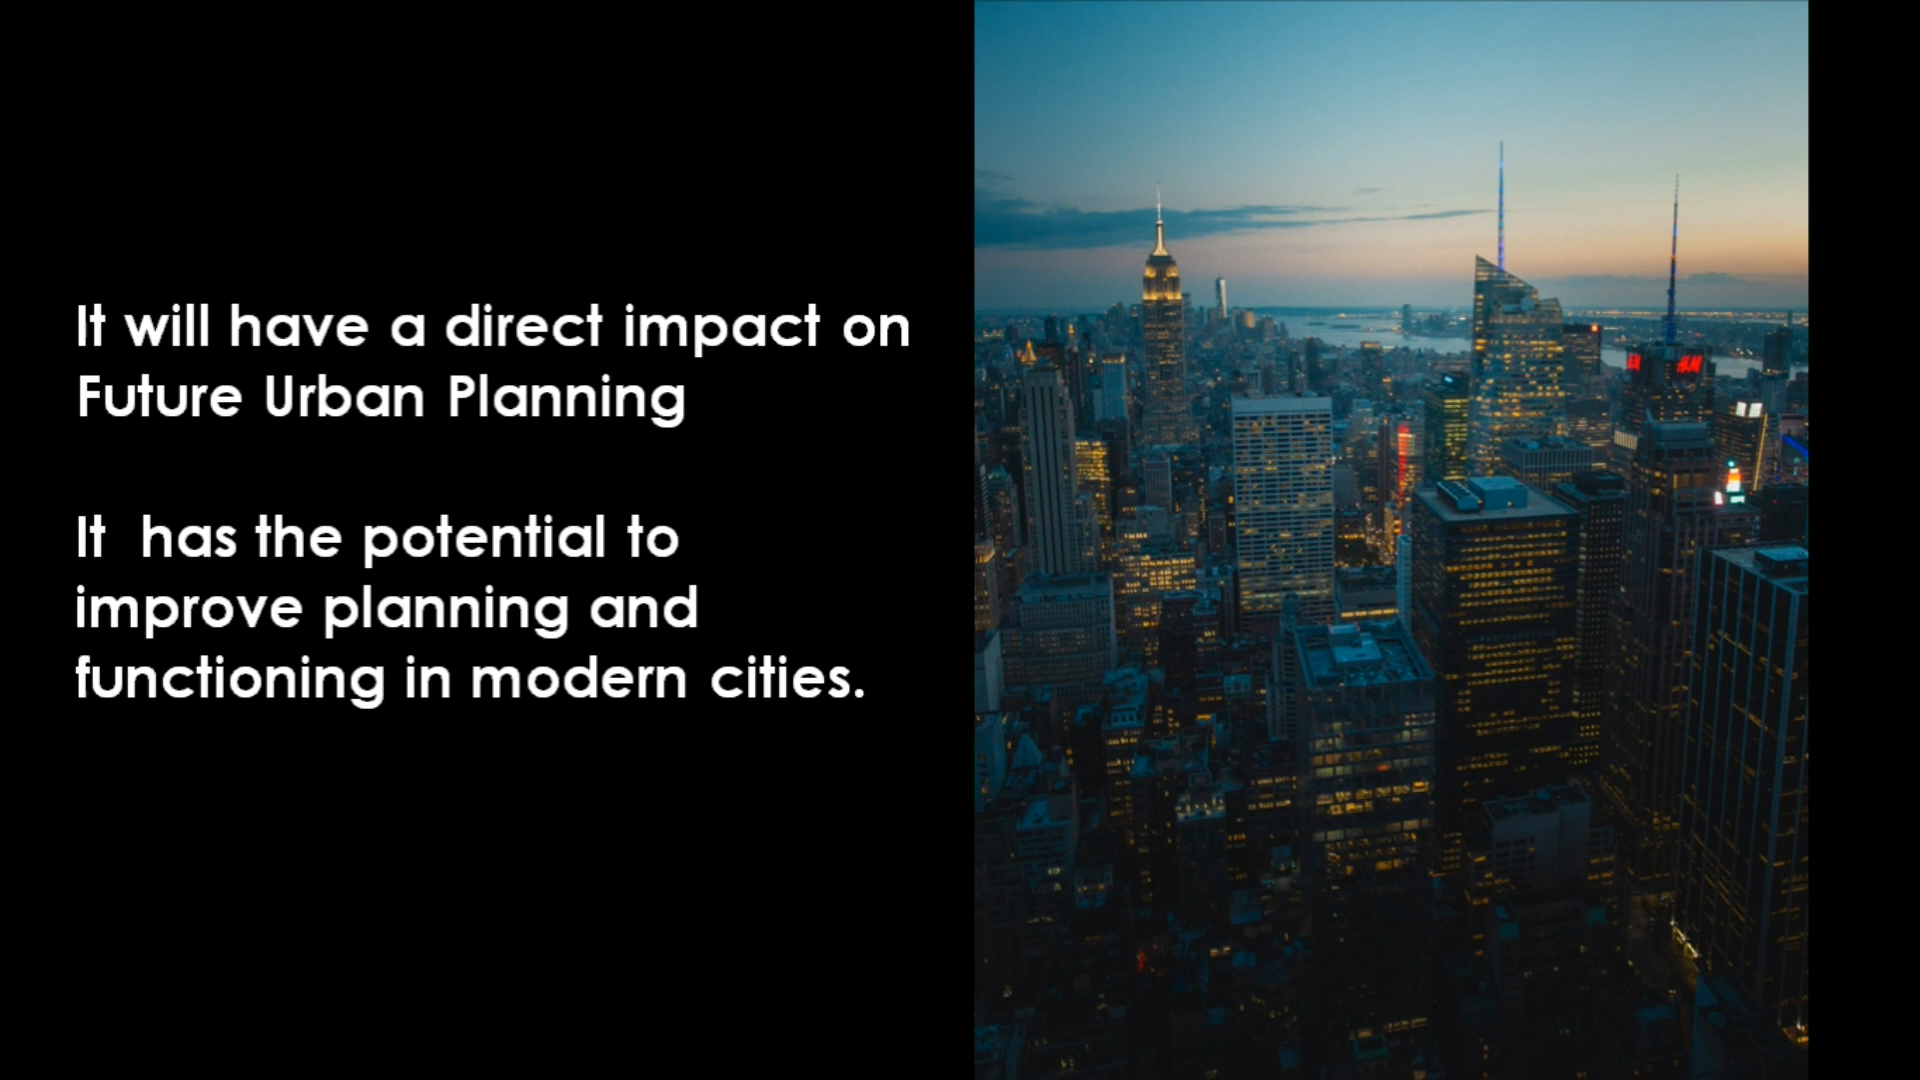 It will have a direct impact on
Future Urban Planning
It  has the potential to
improve planning and
functioning in modern cities.
H&M